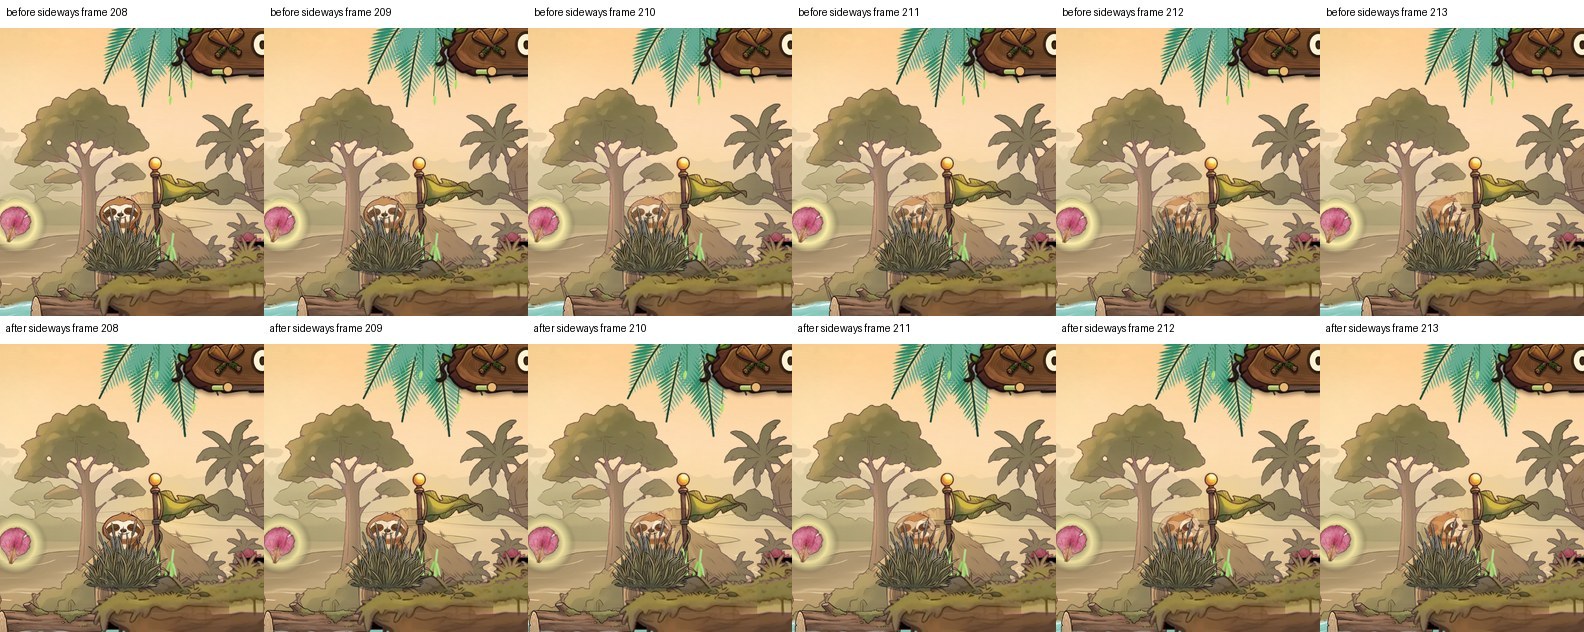 before sideways frame 208
before sideways frame 209
before sideways frame 210
before sideways frame 211
before sideways frame 212
before sideways frame 213
after sideways frame 208
after sideways frame 209
after sideways frame 210
after sideways frame 211
after sideways frame 212
after sideways frame 213